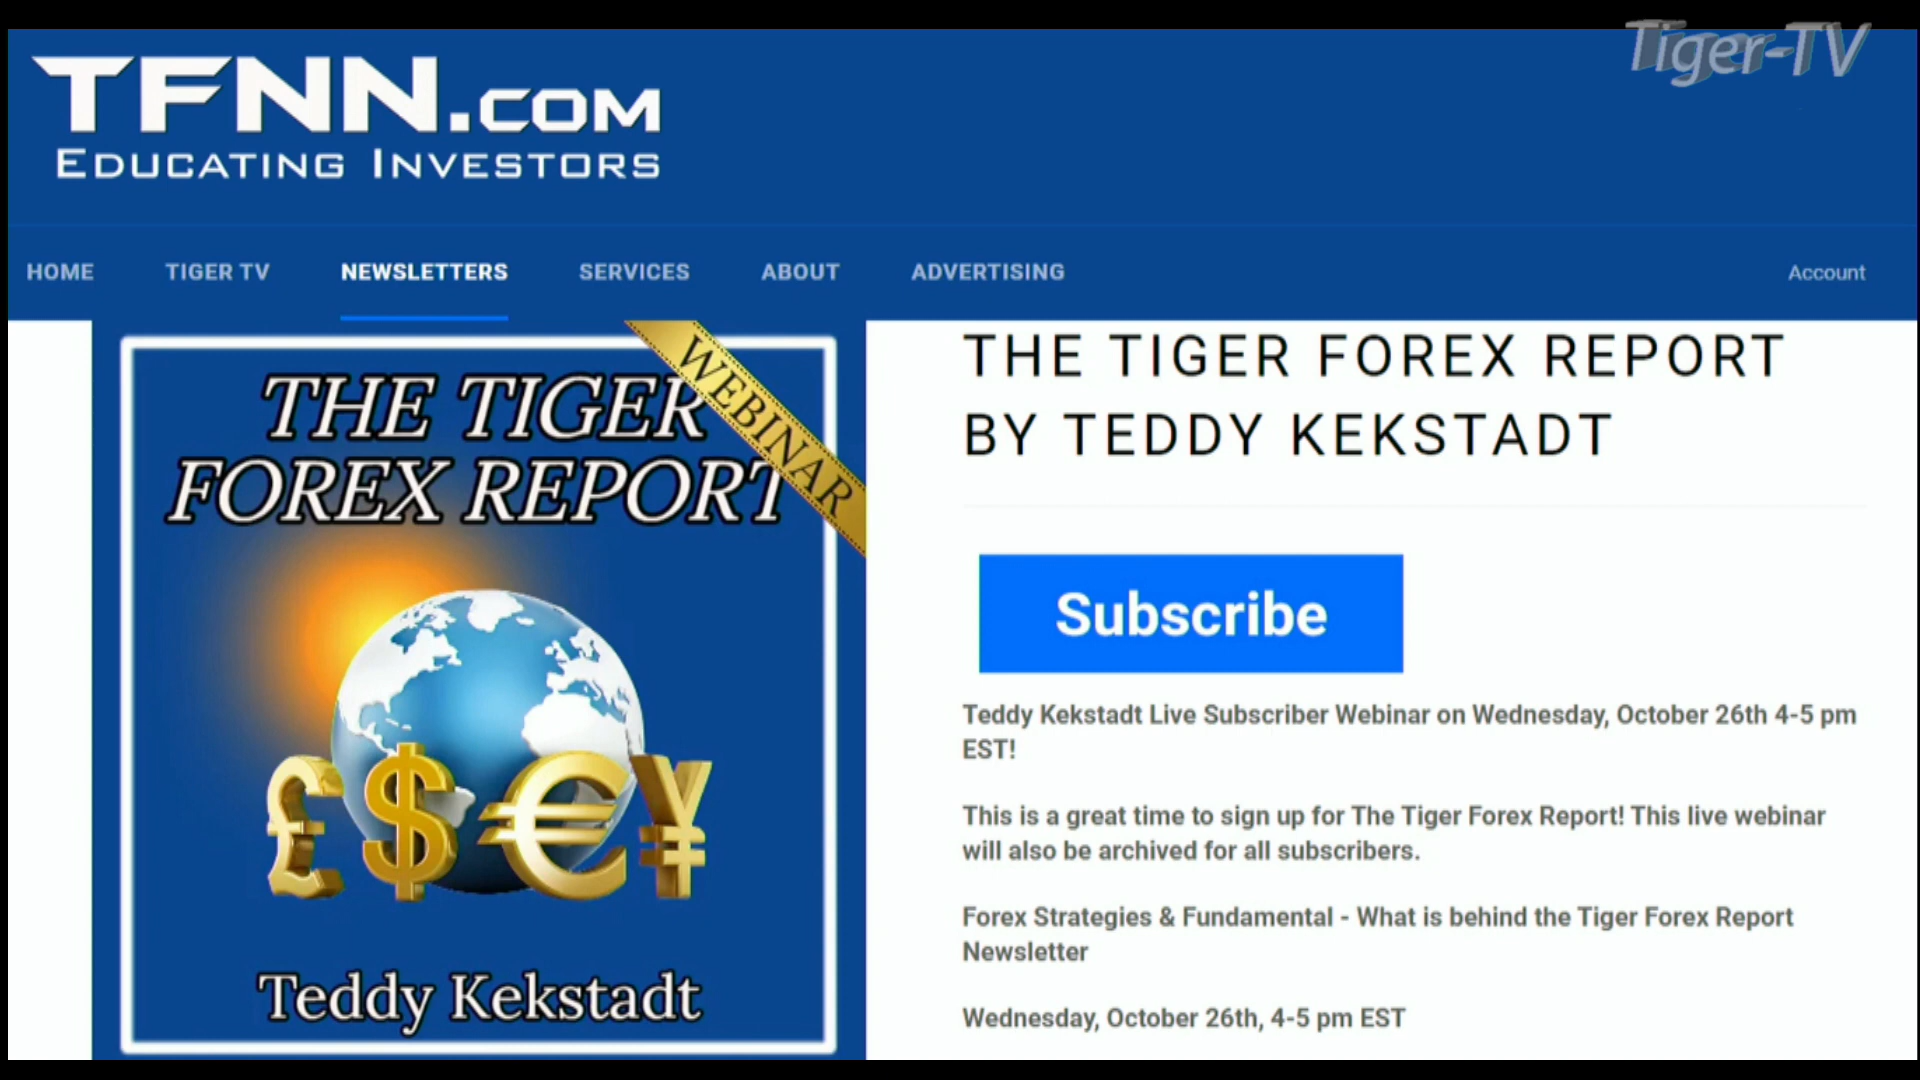 Tiger-TV
TFNN.COM
EDUCATING INVESTORS
HOME TIGER TV NEWSLETTERS SERVICES ABOUT ADVERTISING Account
WEBINAR
THE TIGER
FOREX REPORT
£$€¥
Teddy Kekstadt
THE TIGER FOREX REPORT
BY TEDDY KEKSTADT
Subscribe
Teddy Kekstadt Live Subscriber Webinar on Wednesday, October 26th 4-5 pm
EST!
This is a great time to sign up for The Tiger Forex Report! This live webinar
will also be archived for all subscribers.
Forex Strategies & Fundamental - What is behind the Tiger Forex Report
Newsletter
Wednesday, October 26th, 4-5 pm EST